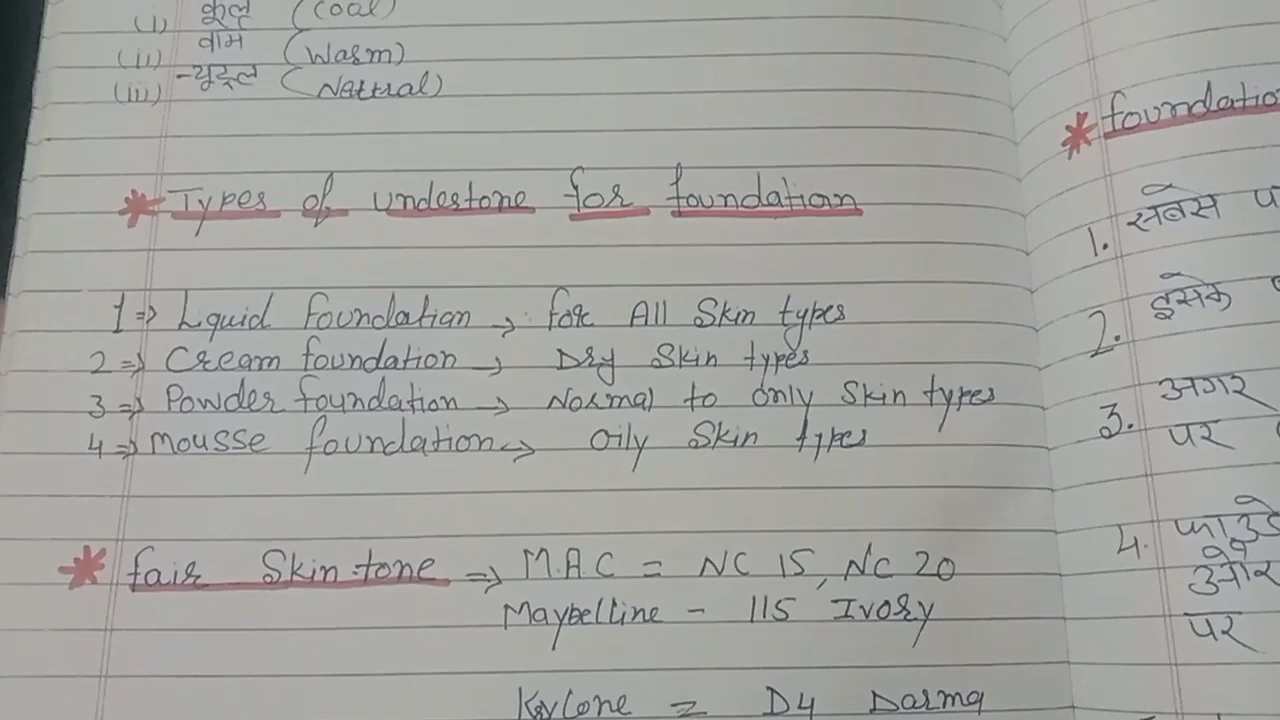 (i) कूल (Coal)
(ii) वाम (Warm)
(iii) न्यूट्रल (Natural)
* Types of undertone for foundation
1 => Liquid Foundation → for All Skin types
2 => Cream foundation → Dry Skin types
3 => Powder foundation → Normal to only Skin types
4 => Mousse foundation → Oily Skin types
* fair Skin tone => M.A.C = NC 15, NC 20
Maybelline - 115 Ivory
= D4 Darma
* foundatio
1. सबसे प
2. इसके
3. अगर
पर
4. फाउंडे
और
पर